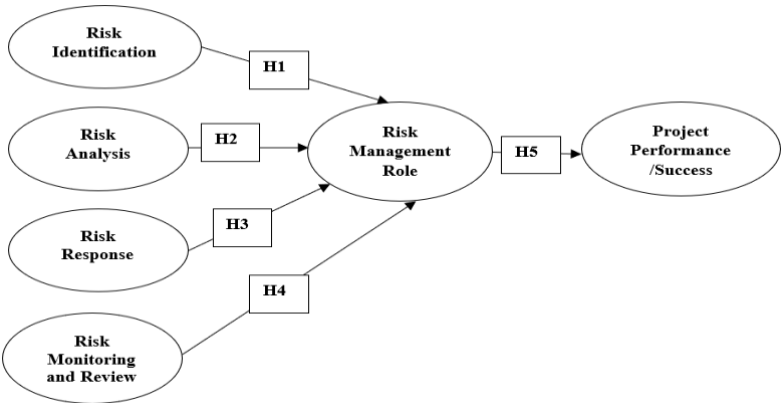 Risk
Identification
H1
Risk
Analysis
H2
Risk
Management
Role
H5
Project
Performance
/Success
Risk
Response
H3
H4
Risk
Monitoring
and Review